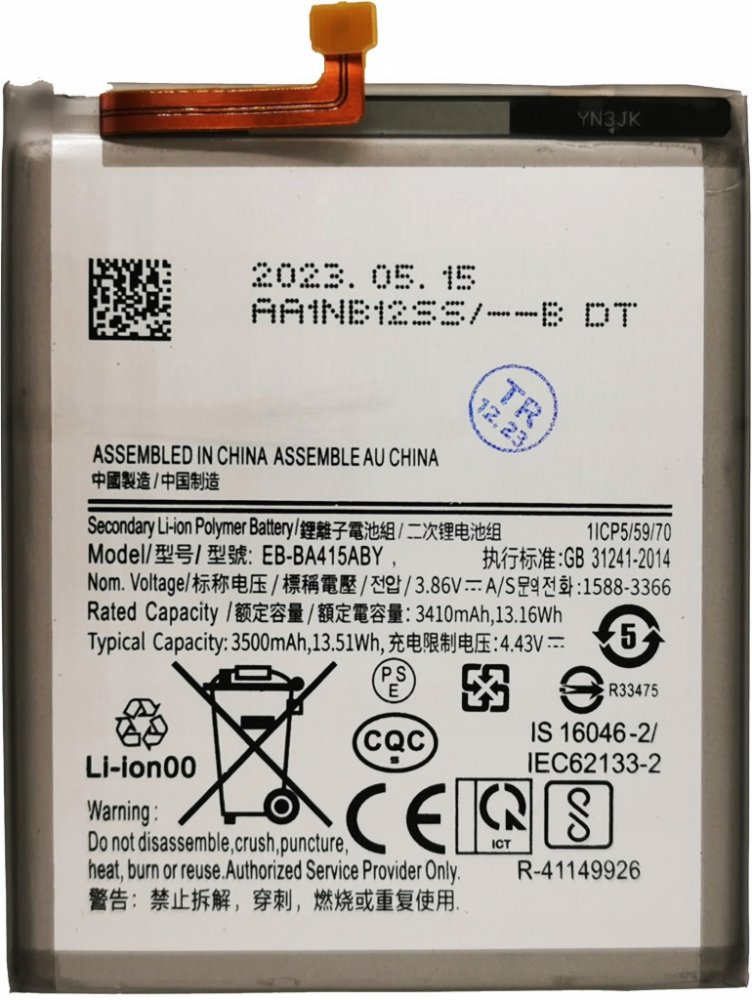 YN3JK
2023.05.15
AA1NB12SS/--B DT
TR
12.23
ASSEMBLED IN CHINA ASSEMBLE AU CHINA
中國製造/中国制造
Secondary Li-ion Polymer Battery/鋰離子電池組/二次锂电池组 1ICP5/59/70
Model/型号/型號: EB-BA415ABY , 执行标准:GB 31241-2014
Nom. Voltage/标称电压/標稱電壓/전압/3.86V⎓ A/S문의전화:1588-3366
Rated Capacity /额定容量/額定電容量/ 3410mAh,13.16Wh/
Typical Capacity: 3500mAh,13.51Wh, 充电限制电压: 4.43V⎓
5
PS
E
R33475
CQC
S
IS 16046-2/
IEC62133-2
Li-ion00
CE
ICT
Warning :
Do not disassemble,crush,puncture,
heat, burn or reuse.Authorized Service Provider Only.
R-41149926
警告: 禁止拆解,穿刺,燃烧或重复使用.